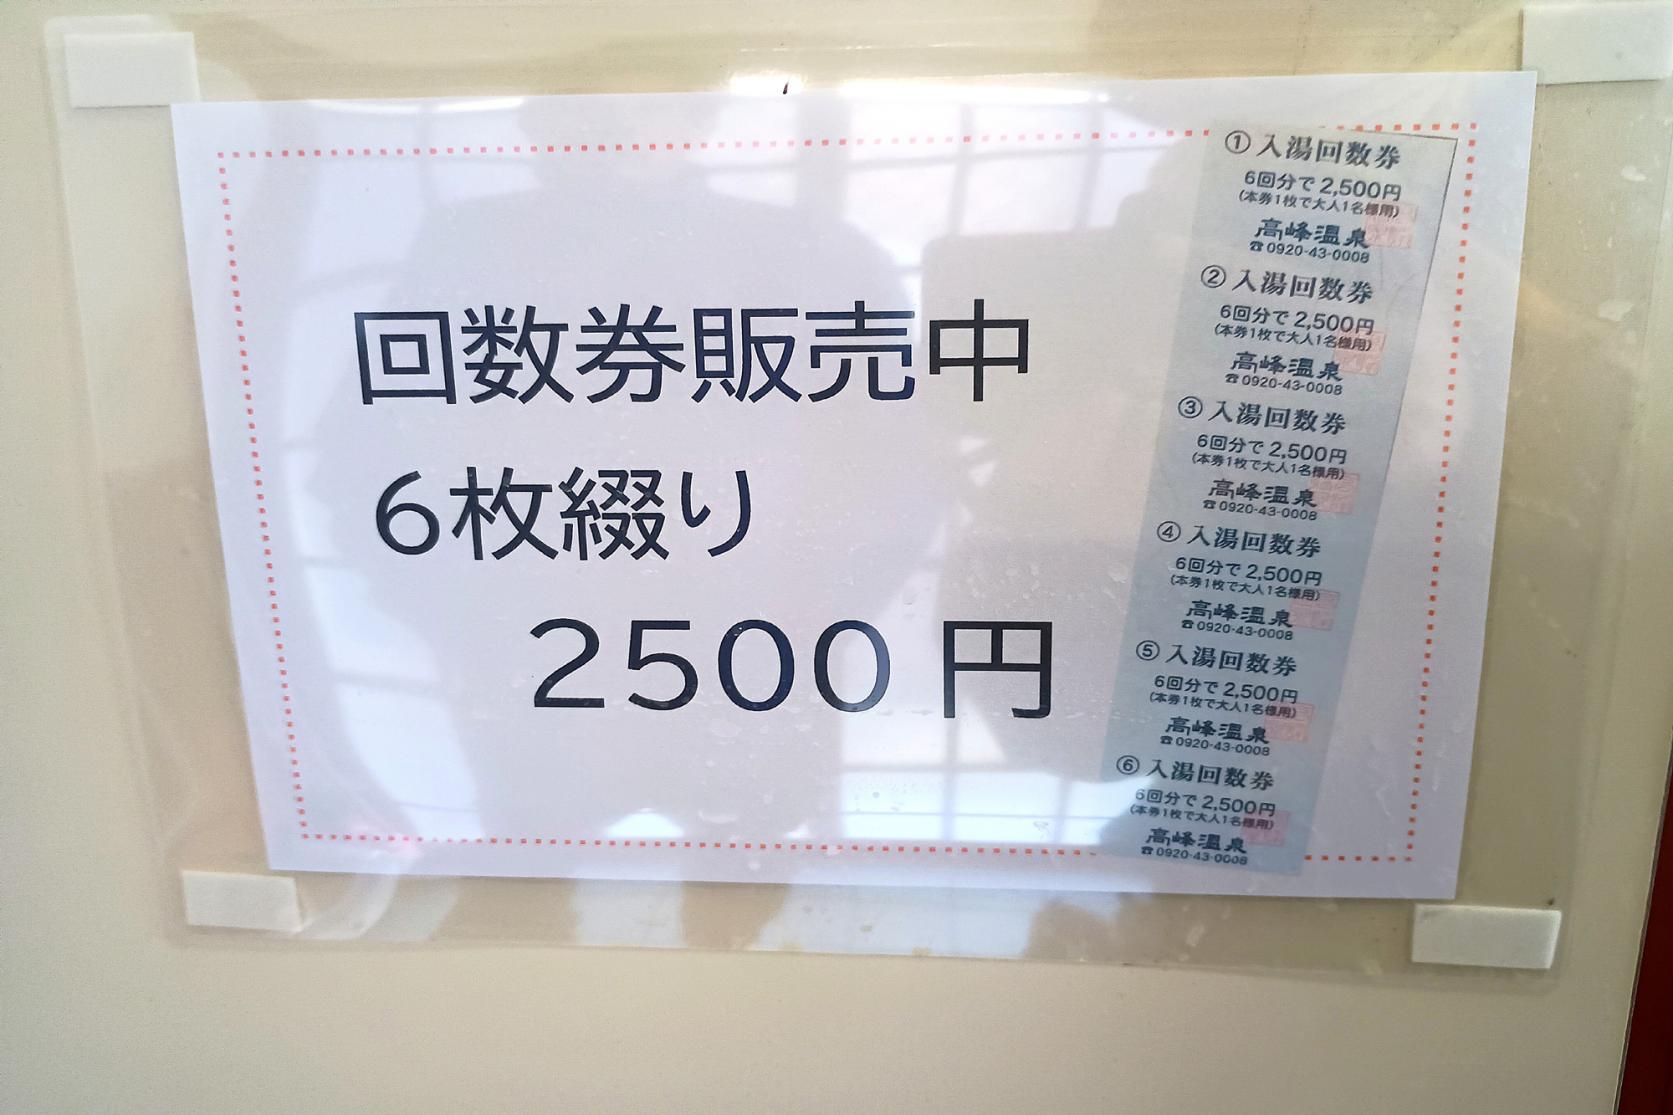 回数券販売中
6枚綴り
2500円
①入湯回数券
6回分で2,500円
(本券1枚で大人1名様用)
高峰温泉
☎0920-43-0008
②入湯回数券
6回分で2,500円
(本券1枚で大人1名様用)
高峰温泉
☎0920-43-0008
③入湯回数券
6回分で2,500円
(本券1枚で大人1名様用)
高峰温泉
☎0920-43-0008
④入湯回数券
6回分で2,500円
(本券1枚で大人1名様用)
高峰温泉
☎0920-43-0008
⑤入湯回数券
6回分で2,500円
(本券1枚で大人1名様用)
高峰温泉
☎0920-43-0008
⑥入湯回数券
6回分で2,500円
(本券1枚で大人1名様用)
高峰温泉
☎0920-43-0008